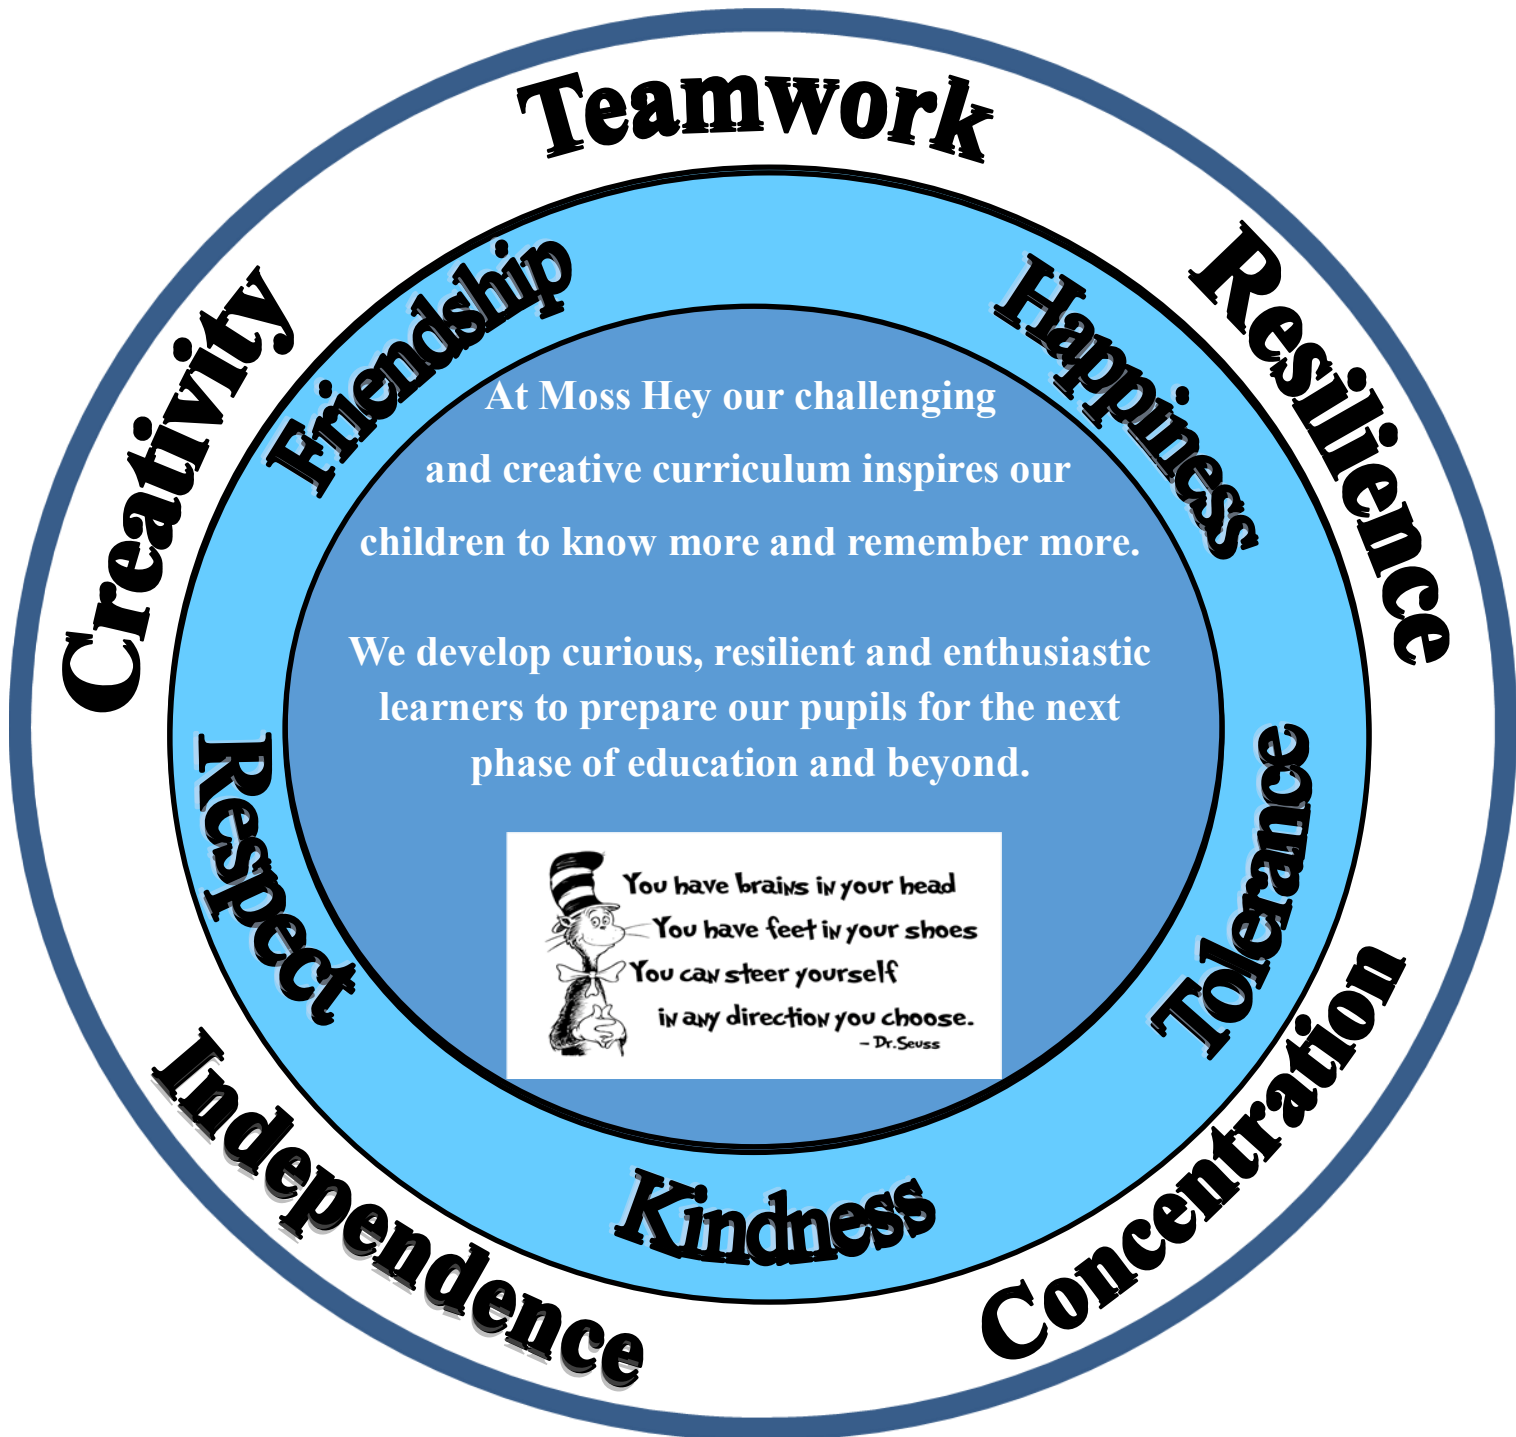 Teamwork
Resilience
Concentration
Independence
Creativity
Friendship
Happiness
Tolerance
Kindness
Respect
At Moss Hey our challenging
and creative curriculum inspires our
children to know more and remember more.
We develop curious, resilient and enthusiastic
learners to prepare our pupils for the next
phase of education and beyond.
You have brains in your head
You have feet in your shoes
You can steer yourself
in any direction you choose.
– Dr. Seuss